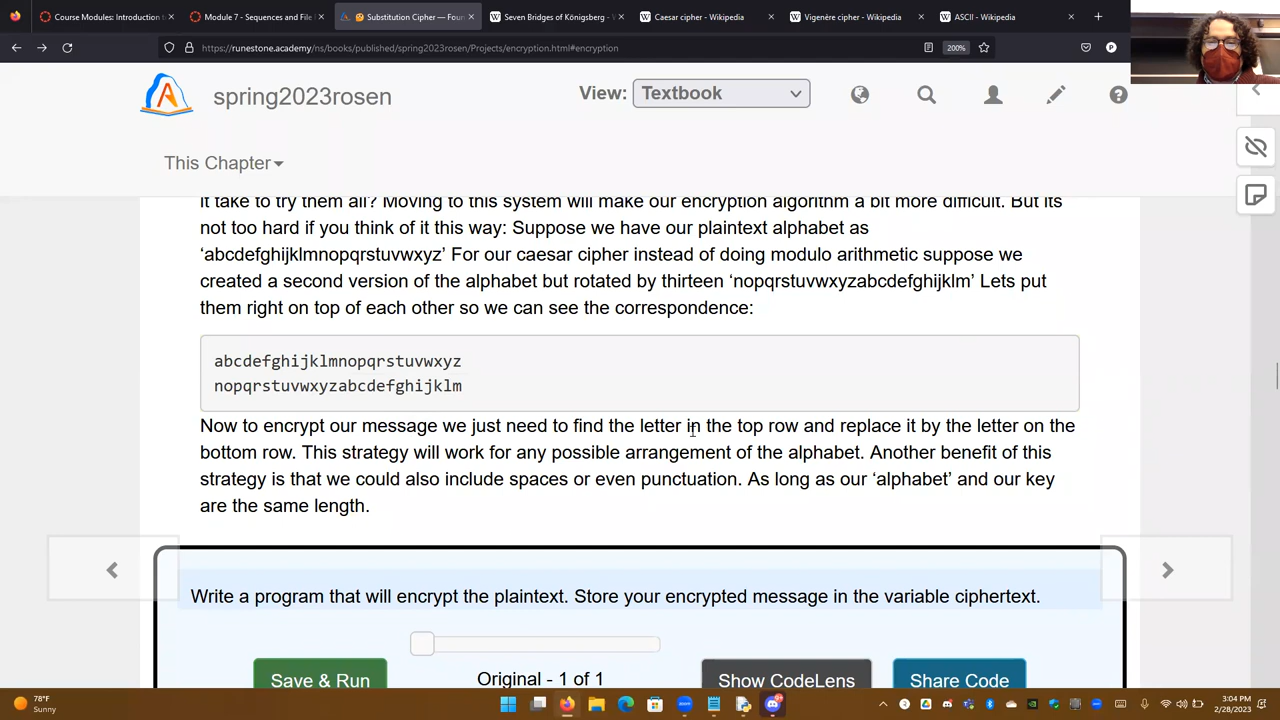 Course Modules: Introduction t
Module 7 - Sequences and File I
Substitution Cipher — Foun
Seven Bridges of Königsberg - W
Caesar cipher - Wikipedia
Vigenère cipher - Wikipedia
ASCII - Wikipedia
https://runestone.academy/ns/books/published/spring2023rosen/Projects/encryption.html#encryption
200%
spring2023rosen
View:
Textbook
This Chapter
it take to try them all? Moving to this system will make our encryption algorithm a bit more difficult. But its
not too hard if you think of it this way: Suppose we have our plaintext alphabet as
‘abcdefghijklmnopqrstuvwxyz’ For our caesar cipher instead of doing modulo arithmetic suppose we
created a second version of the alphabet but rotated by thirteen ‘nopqrstuvwxyzabcdefghijklm’ Lets put
them right on top of each other so we can see the correspondence:
abcdefghijklmnopqrstuvwxyz
nopqrstuvwxyzabcdefghijklm
Now to encrypt our message we just need to find the letter in the top row and replace it by the letter on the
bottom row. This strategy will work for any possible arrangement of the alphabet. Another benefit of this
strategy is that we could also include spaces or even punctuation. As long as our ‘alphabet’ and our key
are the same length.
Write a program that will encrypt the plaintext. Store your encrypted message in the variable ciphertext.
Save & Run
Original - 1 of 1
Show CodeLens
Share Code
78°F
Sunny
3:04 PM
2/28/2023